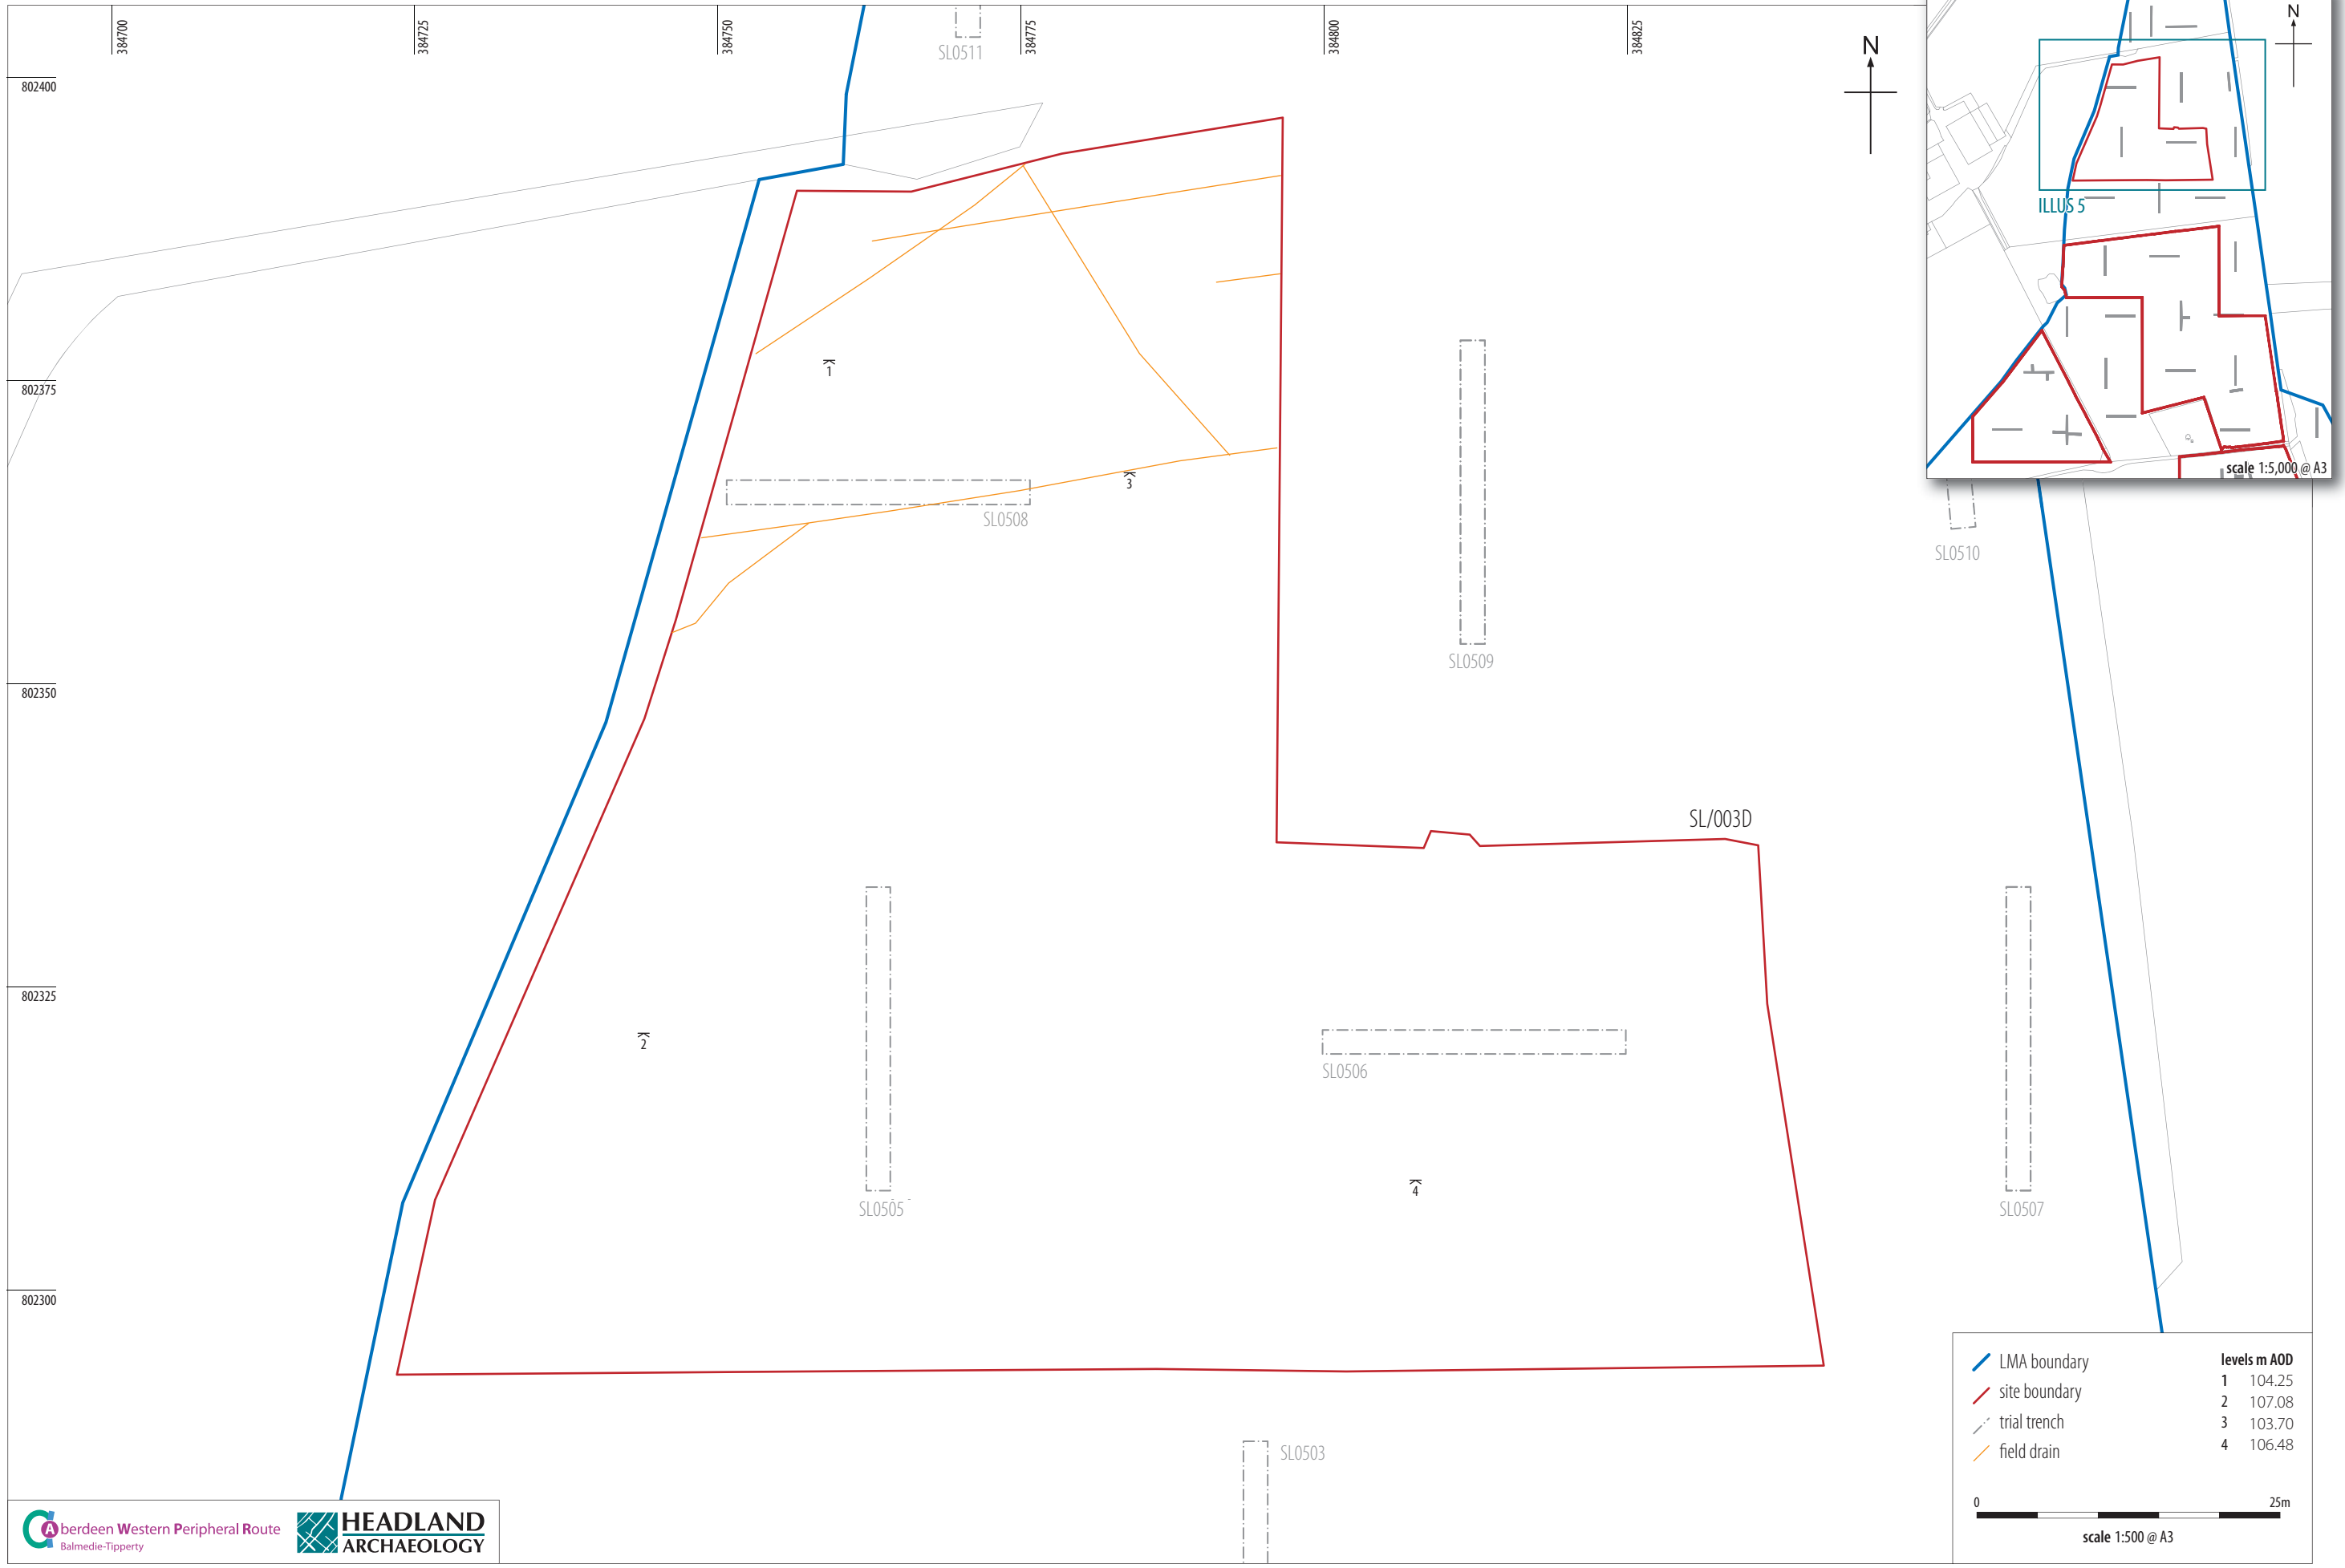 384700
384725
384750
384775
384800
384825
SL0511
N
N
802400
ILLUS 5
1
802375
3
scale 1:5,000 @ A3
SL0508
SL0510
SL0509
802350
SL/003D
802325
2
SL0506
4
SL0505
SL0507
802300
LMA boundary
site boundary
trial trench
field drain
levels m AOD
1 104.25
2 107.08
3 103.70
4 106.48
SL0503
0 25m
scale 1:500 @ A3
Aberdeen Western Peripheral Route
Balmedie-Tipperty
HEADLAND
ARCHAEOLOGY